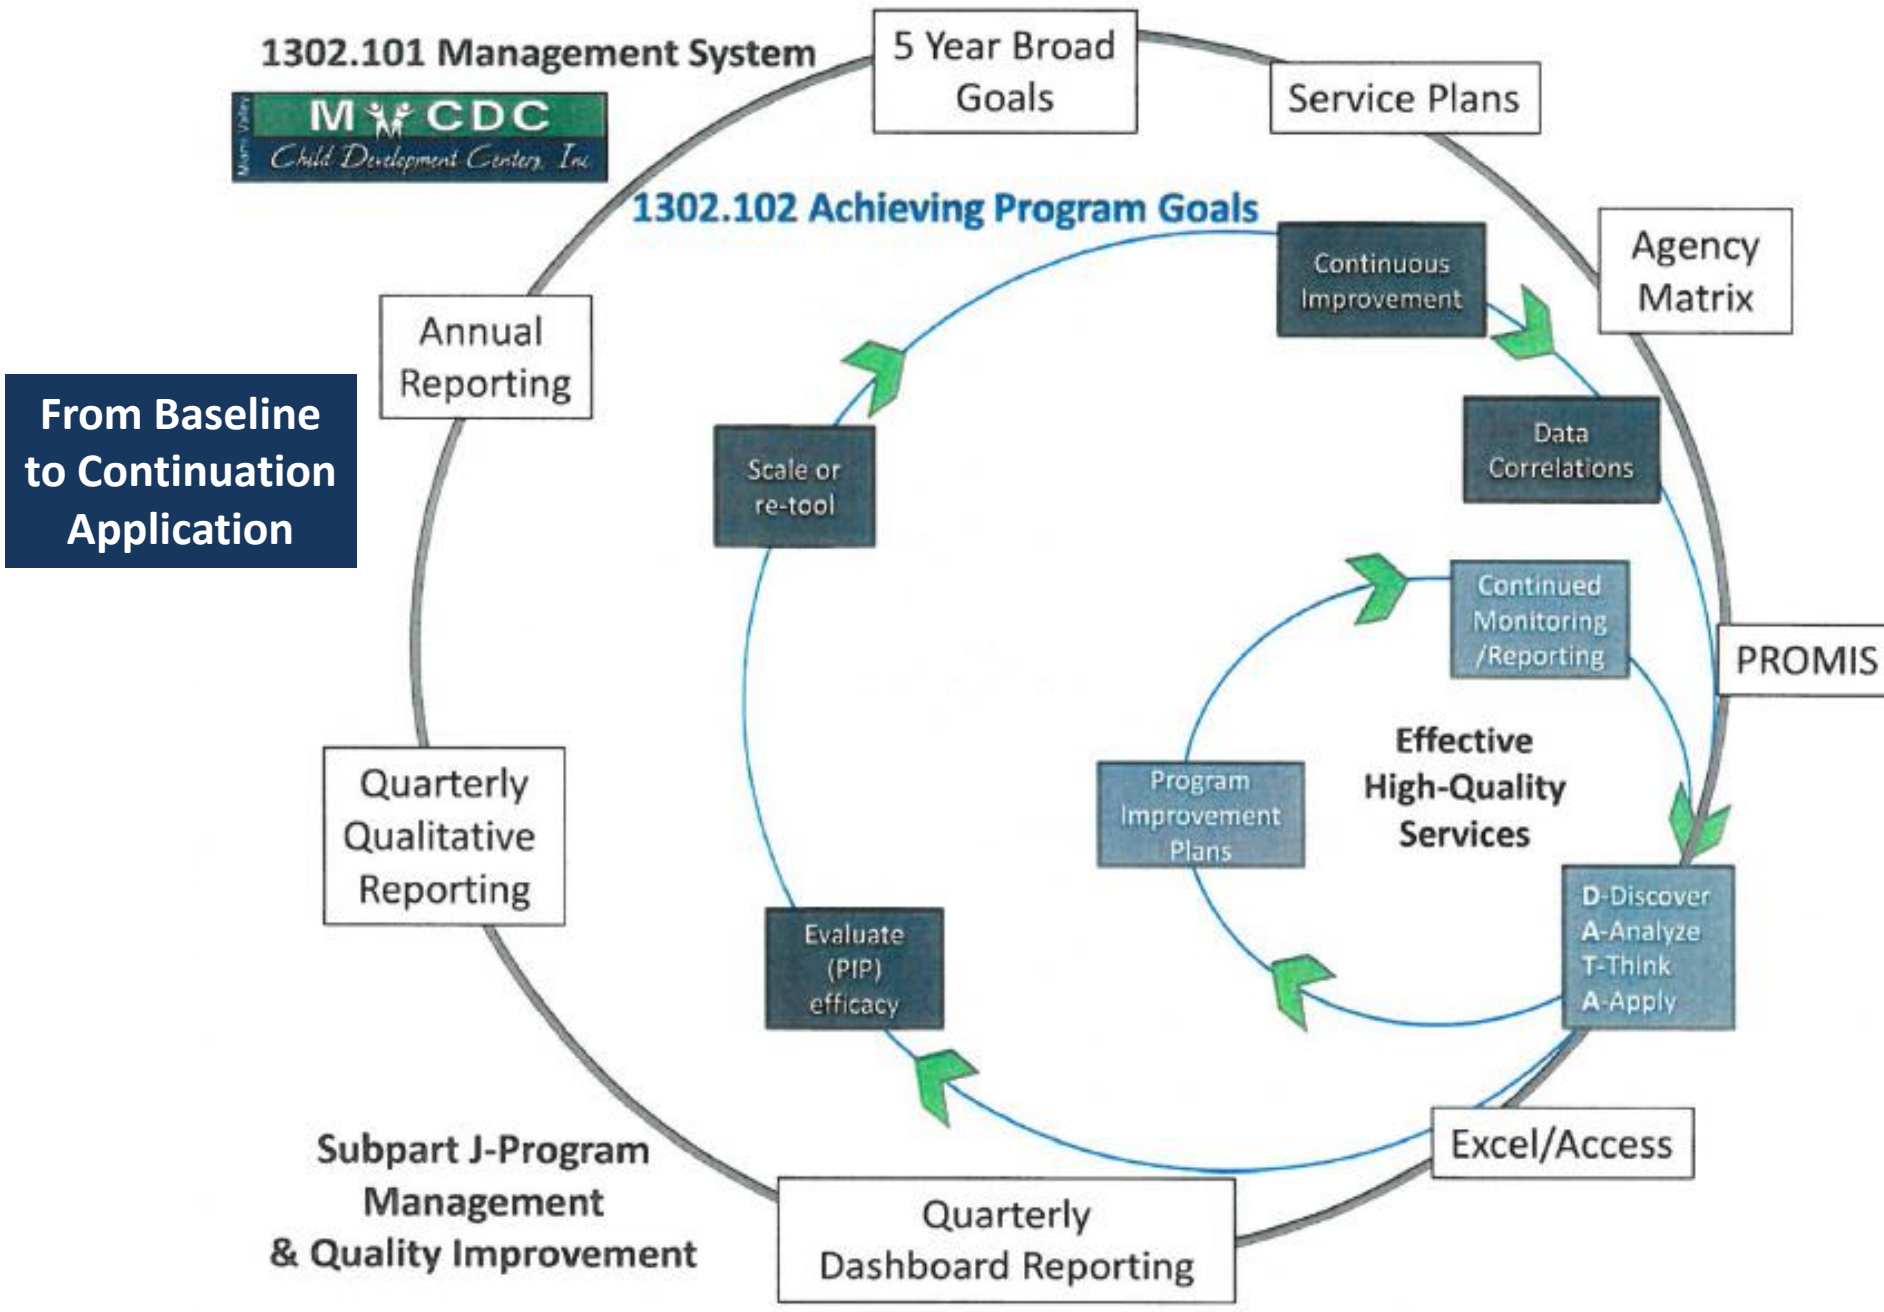 1302.101 Management System
Miami Valley
MVCDC
Child Development Centers, Inc
5 Year Broad
Goals
Service Plans
1302.102 Achieving Program Goals
Agency
Matrix
Continuous
Improvement
Annual
Reporting
From Baseline
to Continuation
Application
Data
Correlations
Scale or
re-tool
Continued
Monitoring
/Reporting
PROMIS
Effective
High-Quality
Services
Program
Improvement
Plans
Quarterly
Qualitative
Reporting
D-Discover
A-Analyze
T-Think
A-Apply
Evaluate
(PIP)
efficacy
Excel/Access
Subpart J-Program
Management
& Quality Improvement
Quarterly
Dashboard Reporting